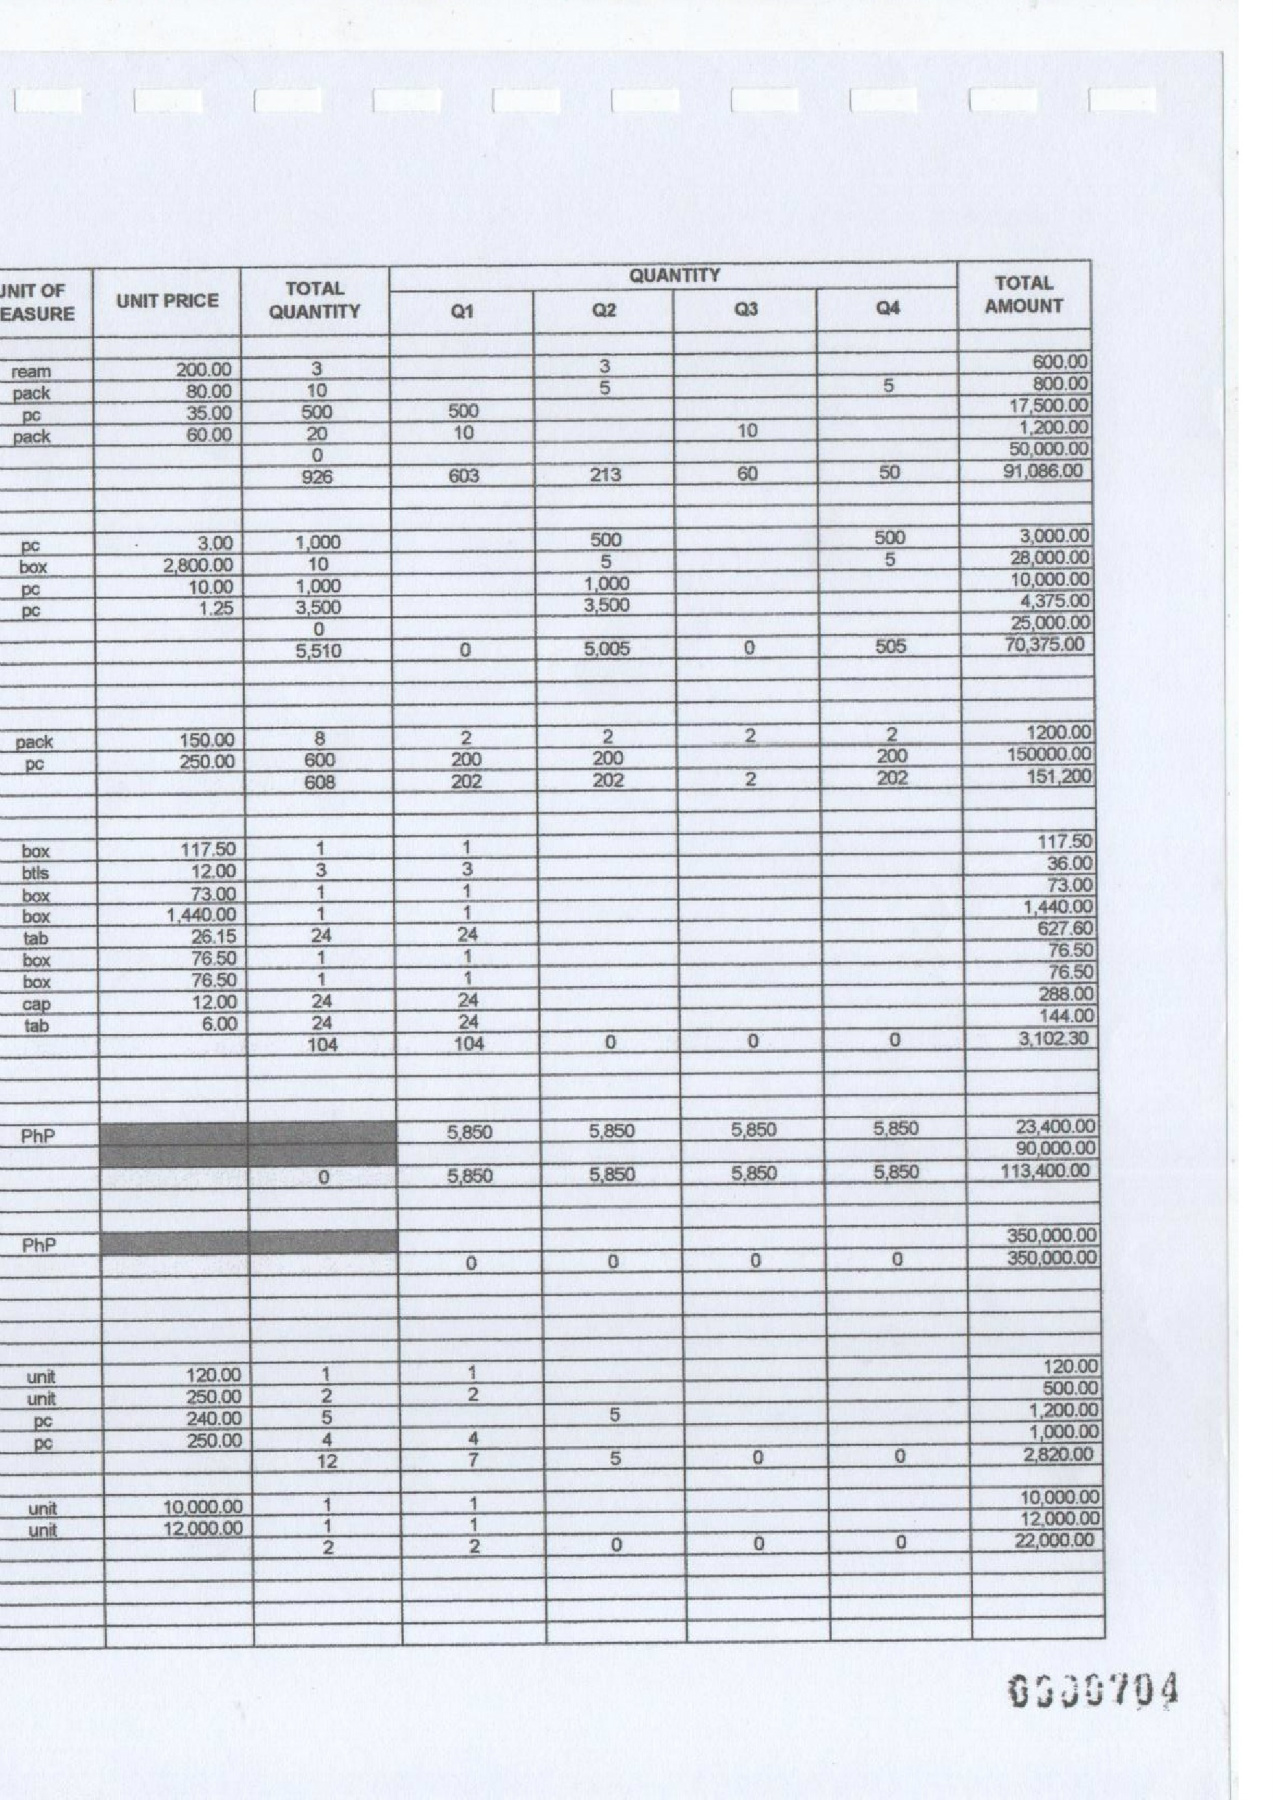 UNIT OF EASURE UNIT PRICE TOTAL QUANTITY QUANTITY TOTAL AMOUNT
Q1 Q2 Q3 Q4
ream 200.00 3 3 600.00
pack 80.00 10 5 5 800.00
pc 35.00 500 500 17,500.00
pack 60.00 20 10 10 1,200.00
0 50,000.00
926 603 213 60 50 91,086.00
pc 3.00 1,000 500 500 3,000.00
box 2,800.00 10 5 5 28,000.00
pc 10.00 1,000 1,000 10,000.00
pc 1.25 3,500 3,500 4,375.00
0 25,000.00
5,510 0 5,005 0 505 70,375.00
pack 150.00 8 2 2 2 2 1200.00
pc 250.00 600 200 200 200 150000.00
608 202 202 2 202 151,200
box 117.50 1 1 117.50
btls 12.00 3 3 36.00
box 73.00 1 1 73.00
box 1,440.00 1 1 1,440.00
tab 26.15 24 24 627.60
box 76.50 1 1 76.50
box 76.50 1 1 76.50
cap 12.00 24 24 288.00
tab 6.00 24 24 144.00
104 104 0 0 0 3,102.30
PhP 5,850 5,850 5,850 5,850 23,400.00
90,000.00
0 5,850 5,850 5,850 5,850 113,400.00
PhP 350,000.00
0 0 0 0 350,000.00
unit 120.00 1 1 120.00
unit 250.00 2 2 500.00
pc 240.00 5 5 1,200.00
pc 250.00 4 4 1,000.00
12 7 5 0 0 2,820.00
unit 10,000.00 1 1 10,000.00
unit 12,000.00 1 1 12,000.00
2 2 0 0 0 22,000.00
0000704